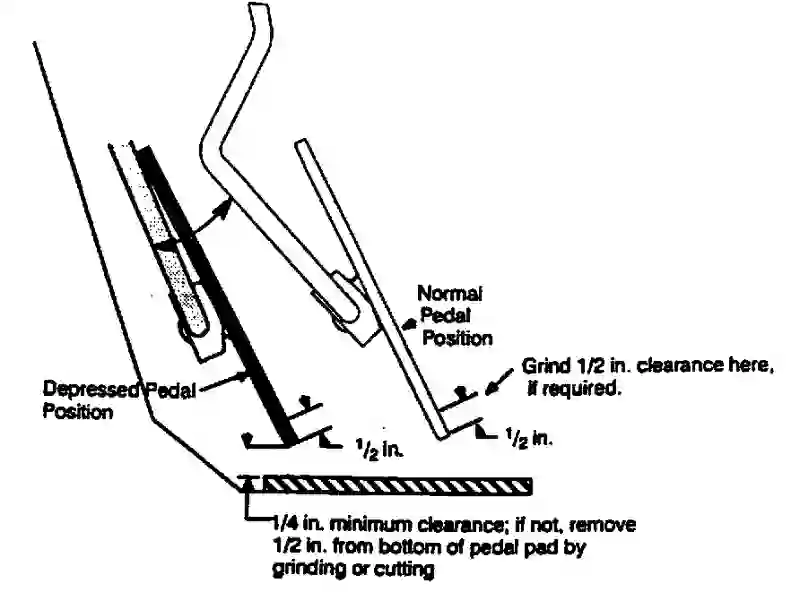 Normal
Pedal
Position
Grind 1/2 in. clearance here,
if required.
Depressed Pedal
Position
1/2 in.
1/2 in.
1/4 in. minimum clearance; if not, remove
1/2 in. from bottom of pedal pad by
grinding or cutting